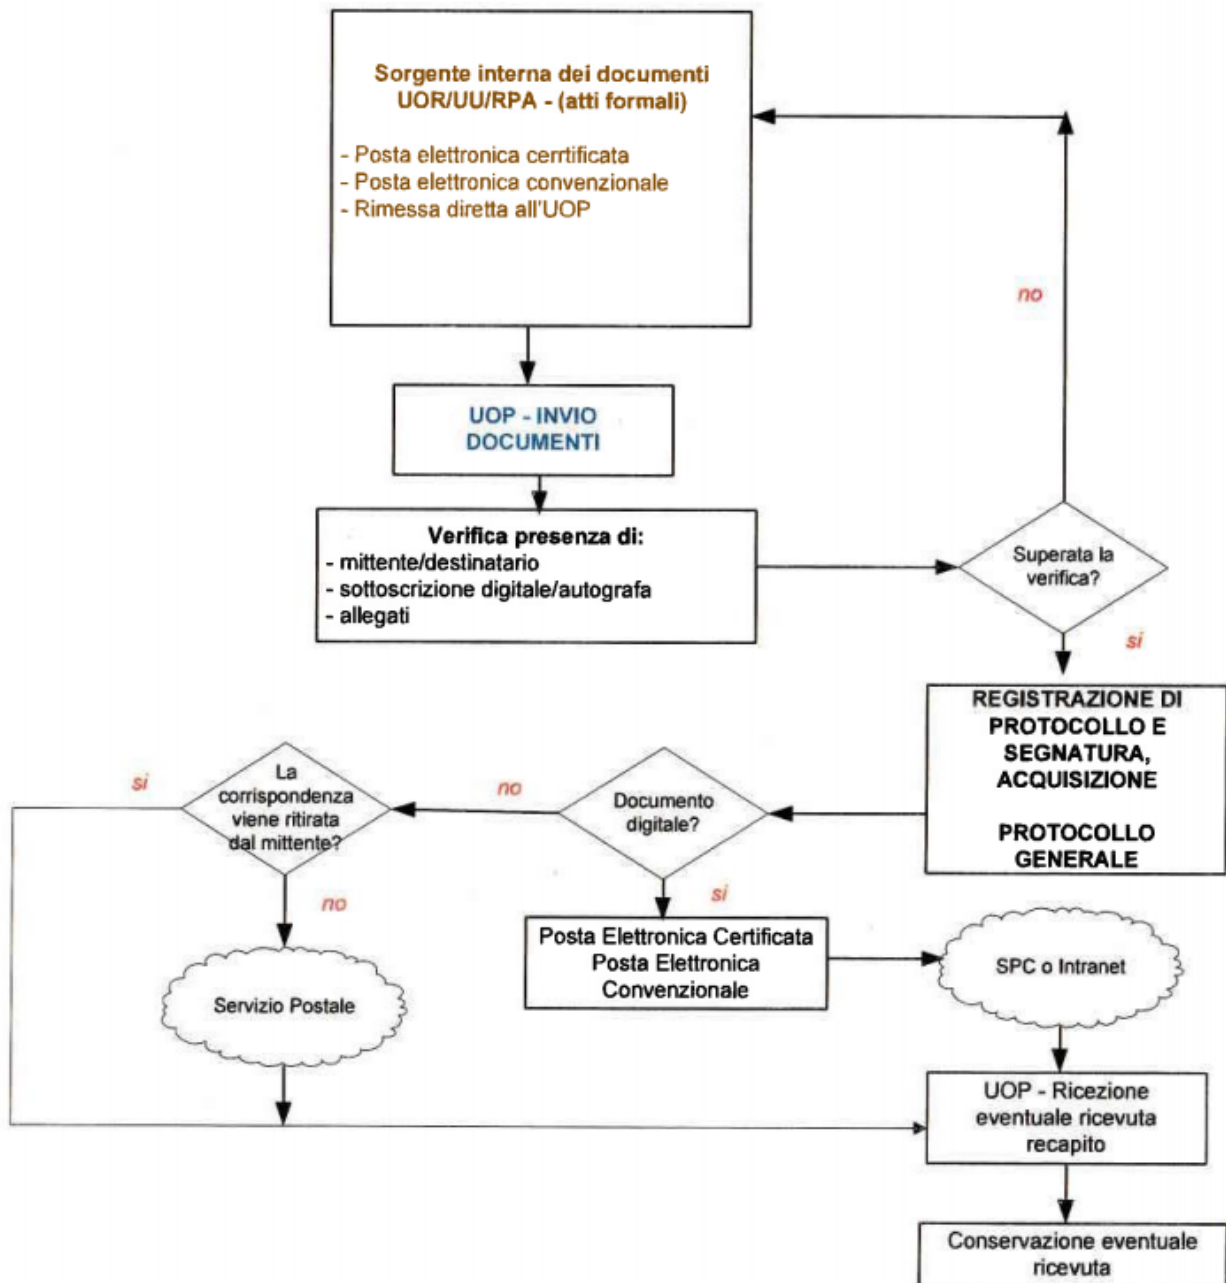 Sorgente interna dei documenti
UOR/UU/RPA - (atti formali)
- Posta elettronica cerrtificata
- Posta elettronica convenzionale
- Rimessa diretta all'UOP
no
UOP - INVIO
DOCUMENTI
Verifica presenza di:
- mittente/destinatario
- sottoscrizione digitale/autografa
- allegati
Superata la
verifica?
si
REGISTRAZIONE DI
PROTOCOLLO E
SEGNATURA,
ACQUISIZIONE
PROTOCOLLO
GENERALE
Documento
digitale?
no
La
corrispondenza
viene ritirata
dal mittente?
si
no
si
Posta Elettronica Certificata
Posta Elettronica
Convenzionale
SPC o Intranet
Servizio Postale
UOP - Ricezione
eventuale ricevuta
recapito
Conservazione eventuale
ricevuta